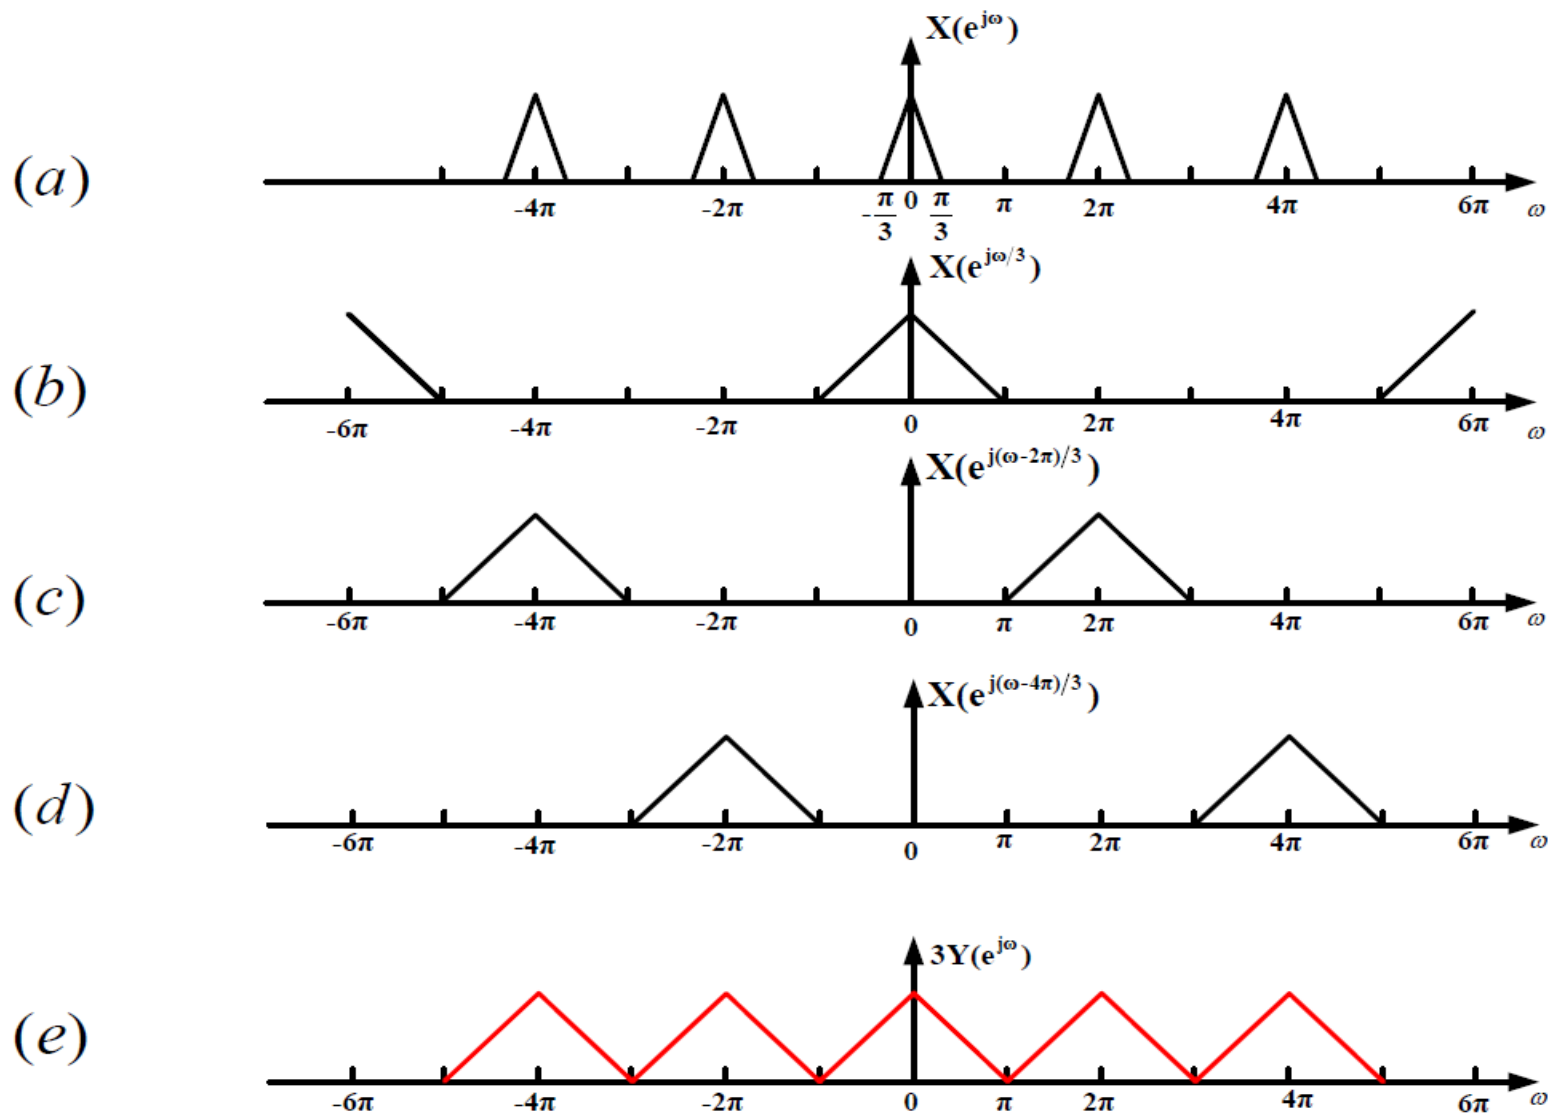 X(e^{jω})
(a)
-4π -2π -π/3 0 π/3 π 2π 4π 6π ω
X(e^{jω/3})
(b)
-6π -4π -2π 0 2π 4π 6π ω
X(e^{j(ω-2π)/3})
(c)
-6π -4π -2π 0 π 2π 4π 6π ω
X(e^{j(ω-4π)/3})
(d)
-6π -4π -2π 0 π 2π 4π 6π ω
3Y(e^{jω})
(e)
-6π -4π -2π 0 π 2π 4π 6π ω